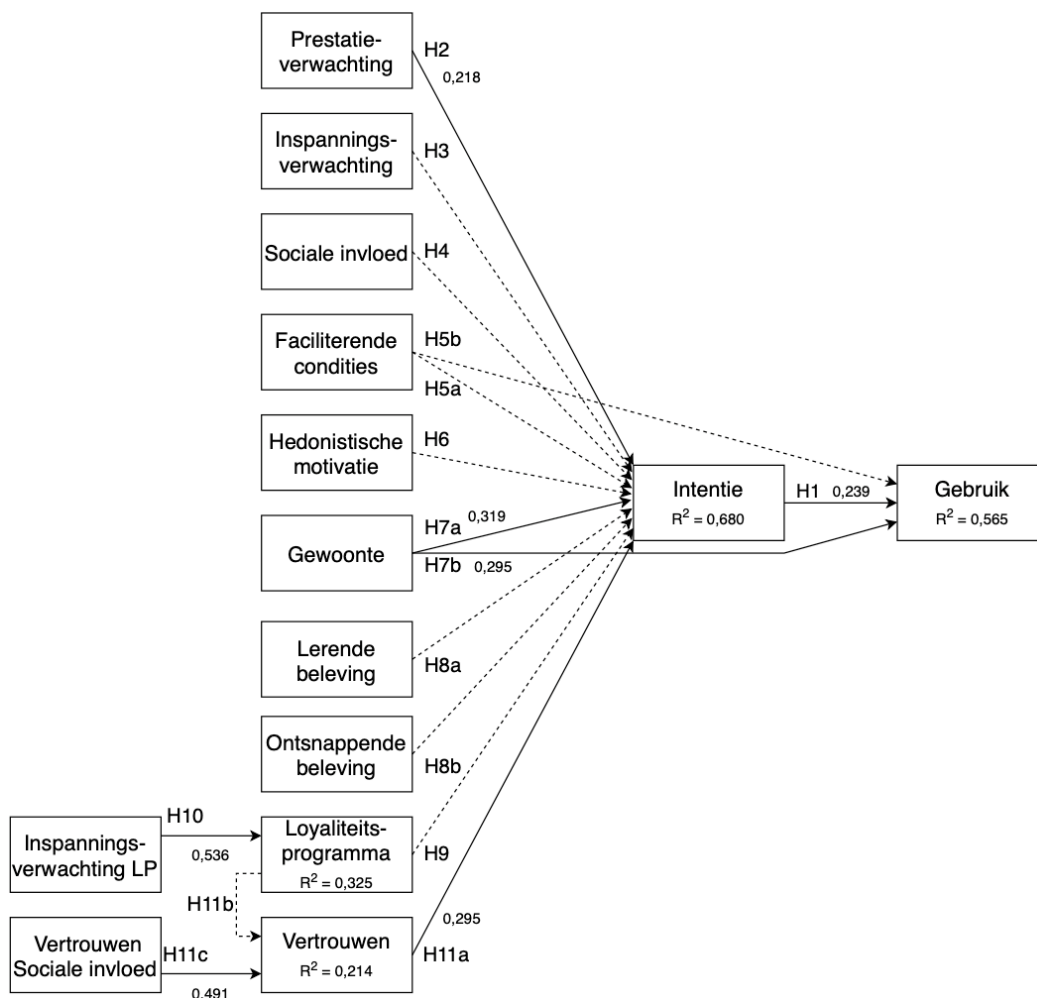 Prestatie-
verwachting
H2
0,218
Inspannings-
verwachting
H3
Sociale invloed
H4
Faciliterende
condities
H5b
H5a
Hedonistische
motivatie
H6
Intentie
R² = 0,680
H1 0,239
Gebruik
R² = 0,565
Gewoonte
H7a 0,319
H7b 0,295
Lerende
beleving
H8a
Ontsnappende
beleving
H8b
Inspannings-
verwachting LP
H10
0,536
Loyaliteits-
programma
R² = 0,325
H9
H11b
Vertrouwen
Sociale invloed
H11c
0,491
Vertrouwen
R² = 0,214
0,295
H11a